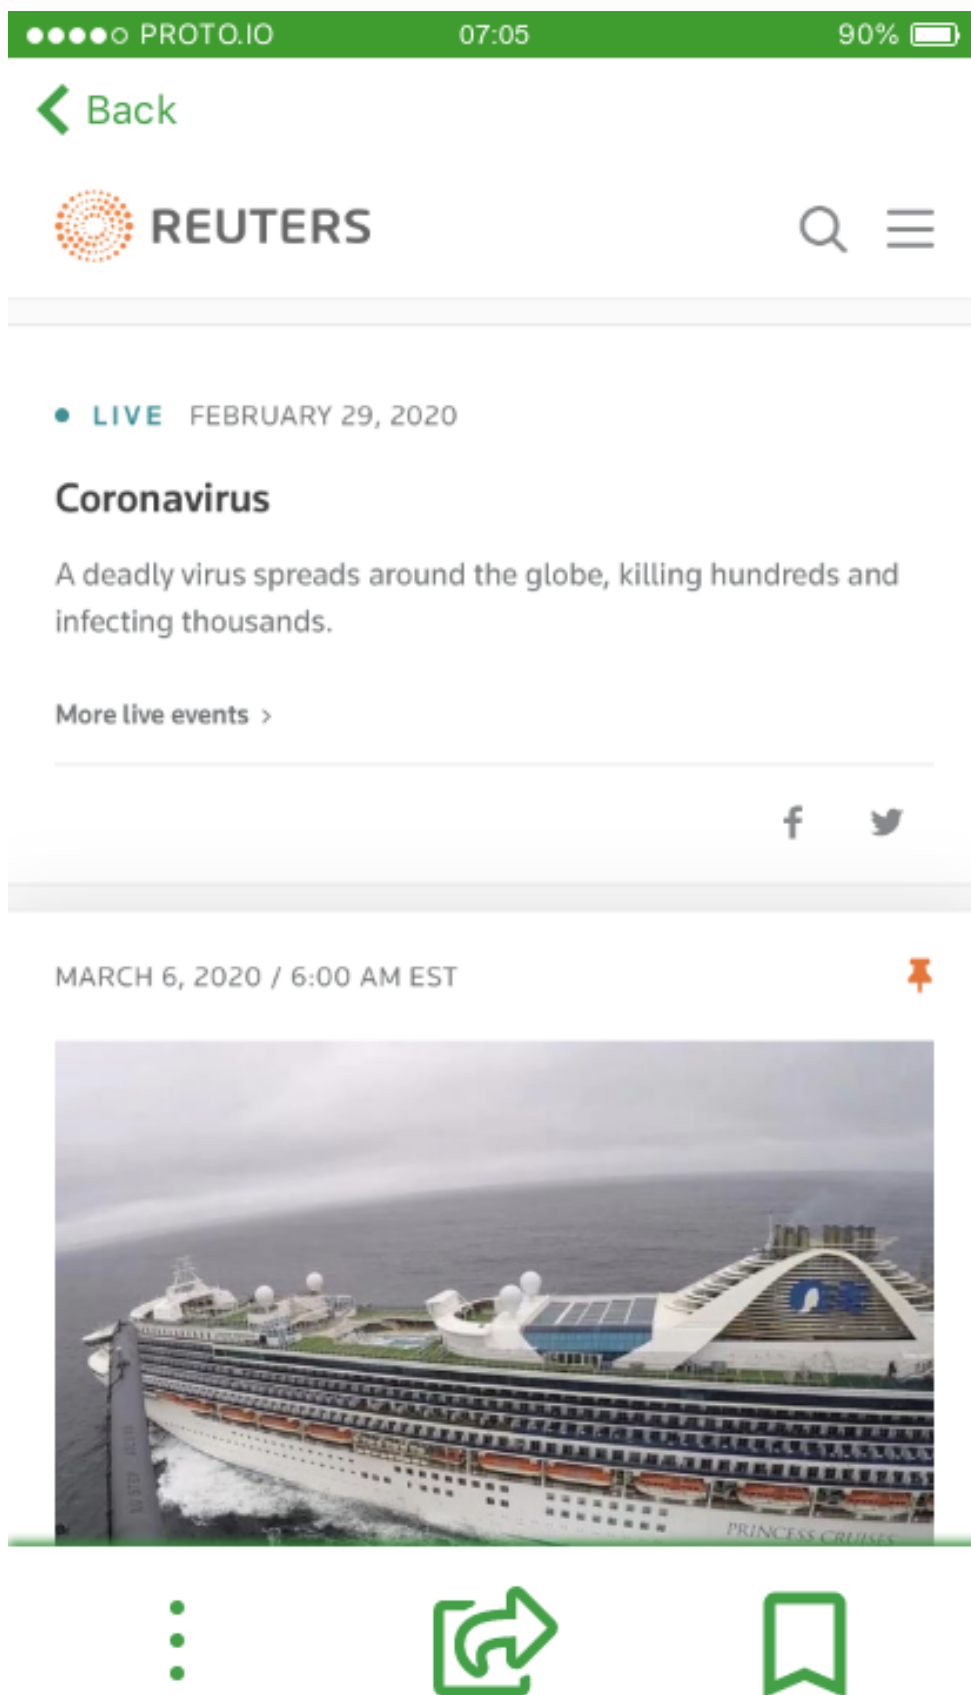 PROTO.IO 07:05 90%
Back
REUTERS
LIVE FEBRUARY 29, 2020
Coronavirus
A deadly virus spreads around the globe, killing hundreds and
infecting thousands.
More live events >
MARCH 6, 2020 / 6:00 AM EST
PRINCESS CRUISES